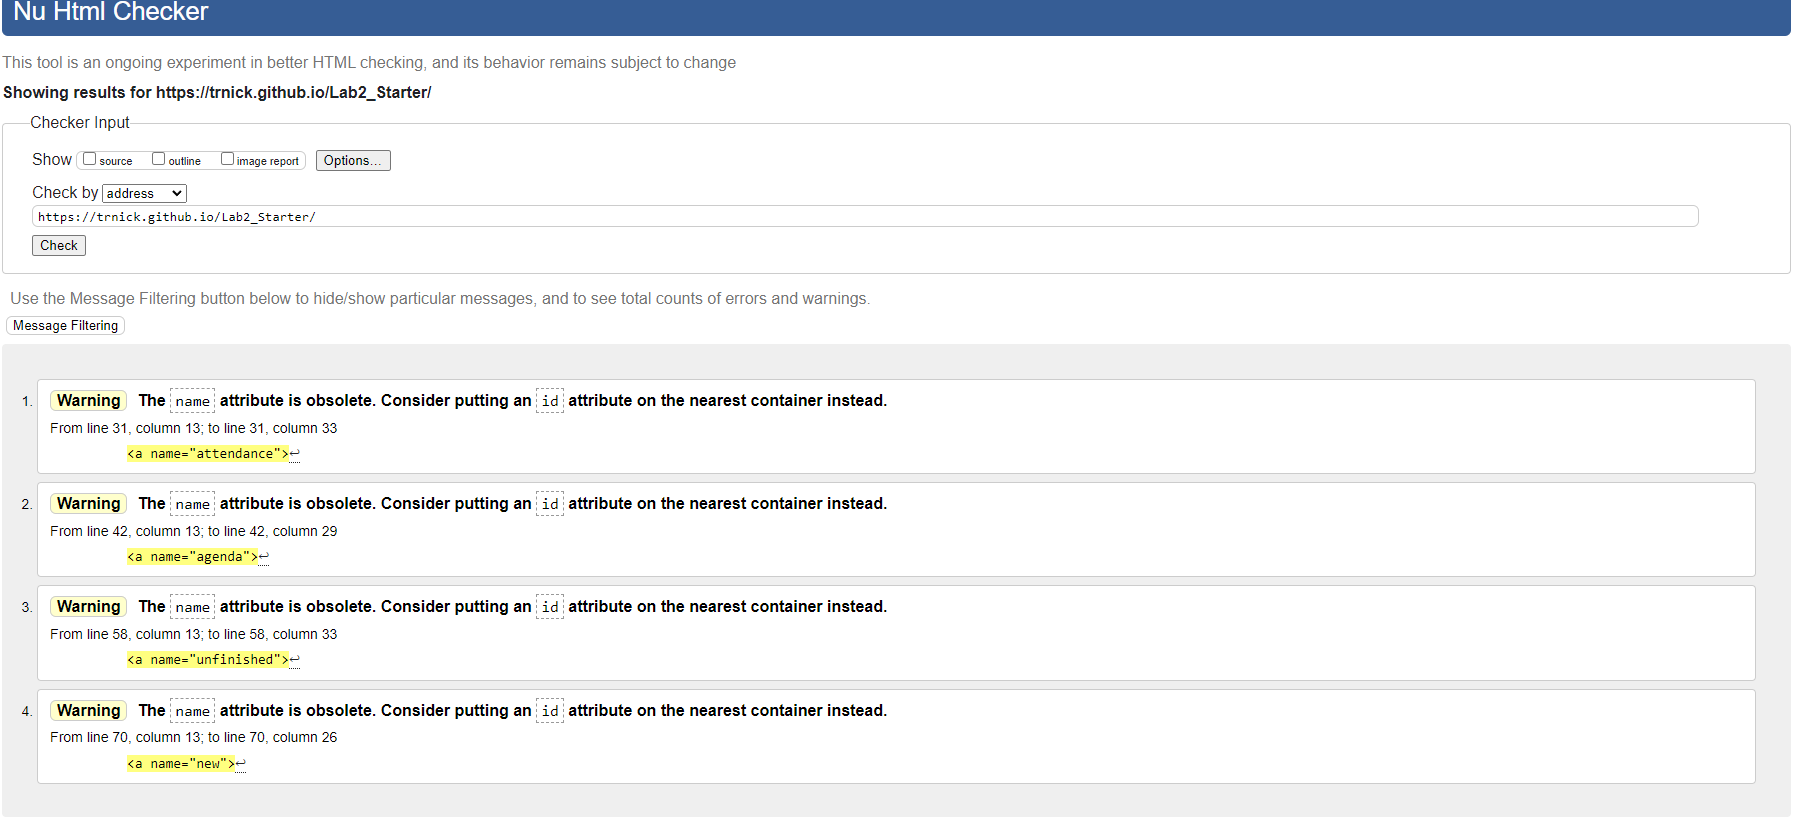 Nu Html Checker
This tool is an ongoing experiment in better HTML checking, and its behavior remains subject to change
Showing results for https://trnick.github.io/Lab2_Starter/
Checker Input
Show source outline image report Options...
Check by address
https://trnick.github.io/Lab2_Starter/
Check
Use the Message Filtering button below to hide/show particular messages, and to see total counts of errors and warnings.
Message Filtering
1. Warning The name attribute is obsolete. Consider putting an id attribute on the nearest container instead.
From line 31, column 13; to line 31, column 33
<a name="attendance">↩
2. Warning The name attribute is obsolete. Consider putting an id attribute on the nearest container instead.
From line 42, column 13; to line 42, column 29
<a name="agenda">↩
3. Warning The name attribute is obsolete. Consider putting an id attribute on the nearest container instead.
From line 58, column 13; to line 58, column 33
<a name="unfinished">↩
4. Warning The name attribute is obsolete. Consider putting an id attribute on the nearest container instead.
From line 70, column 13; to line 70, column 26
<a name="new">↩